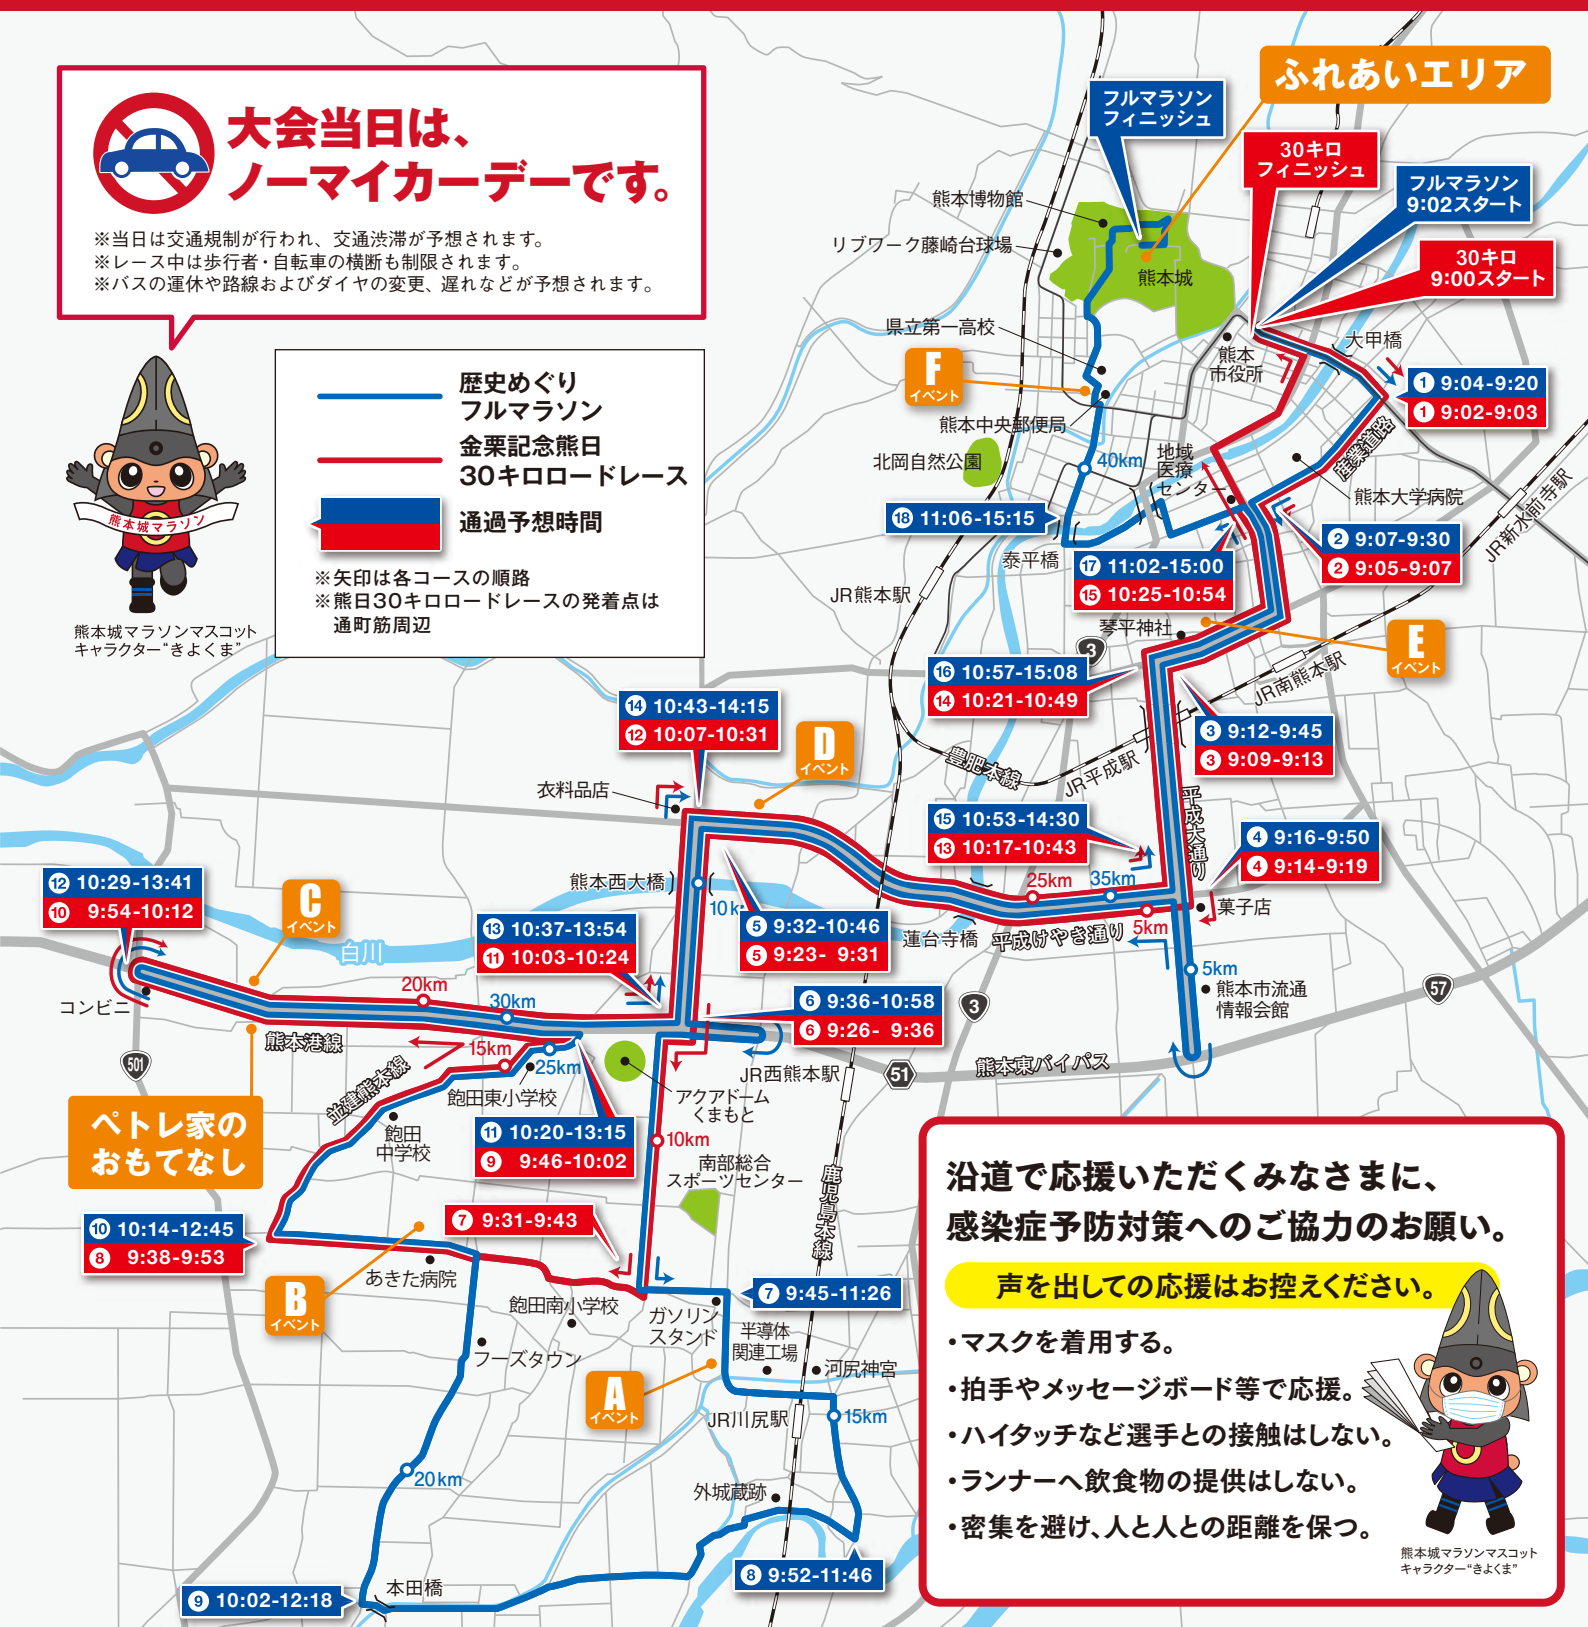 大会当日は、
ノーマイカーデーです。
※当日は交通規制が行われ、交通渋滞が予想されます。
※レース中は歩行者・自転車の横断も制限されます。
※バスの運休や路線およびダイヤの変更、遅れなどが予想されます。
熊本城マラソン
熊本城マラソンマスコット
キャラクター“きよくま”
歴史めぐり
フルマラソン
金栗記念熊日
30キロロードレース
通過予想時間
※矢印は各コースの順路
※熊日30キロロードレースの発着点は
通町筋周辺
ふれあいエリア
フルマラソン
フィニッシュ
30キロ
フィニッシュ
フルマラソン
9:02スタート
30キロ
9:00スタート
熊本博物館
リブワーク藤崎台球場
熊本城
県立第一高校
熊本
市役所
大甲橋
① 9:04-9:20
① 9:02-9:03
F
イベント
熊本中央郵便局
北岡自然公園
40km
地域
医療
センター
産業道路
熊本大学病院
JR新水前寺駅
⑱ 11:06-15:15
② 9:07-9:30
② 9:05-9:07
泰平橋
⑰ 11:02-15:00
⑮ 10:25-10:54
JR熊本駅
琴平神社
3
E
イベント
JR南熊本駅
⑯ 10:57-15:08
⑭ 10:21-10:49
⑭ 10:43-14:15
⑫ 10:07-10:31
③ 9:12-9:45
③ 9:09-9:13
D
イベント
豊肥本線
JR平成駅
衣料品店
平成大通り
⑮ 10:53-14:30
⑬ 10:17-10:43
④ 9:16-9:50
④ 9:14-9:19
⑫ 10:29-13:41
⑩ 9:54-10:12
C
イベント
熊本西大橋
10km
25km
35km
5km
菓子店
⑬ 10:37-13:54
⑪ 10:03-10:24
⑤ 9:32-10:46
⑤ 9:23- 9:31
蓮台寺橋
平成けやき通り
白川
5km
熊本市流通
情報会館
57
コンビニ
20km
30km
⑥ 9:36-10:58
⑥ 9:26- 9:36
3
熊本港線
501
15km
25km
JR西熊本駅
51
熊本東バイパス
並建熊本線
飽田東小学校
アクアドーム
くまもと
ペトレ家の
おもてなし
飽田
中学校
⑪ 10:20-13:15
⑨ 9:46-10:02
10km
南部総合
スポーツセンター
鹿児島本線
⑩ 10:14-12:45
⑧ 9:38-9:53
⑦ 9:31-9:43
あきた病院
B
イベント
飽田南小学校
ガソリン
スタンド
⑦ 9:45-11:26
半導体
関連工場
フーズタウン
河尻神宮
A
イベント
JR川尻駅
15km
20km
外城蔵跡
⑧ 9:52-11:46
本田橋
⑨ 10:02-12:18
沿道で応援いただくみなさまに、
感染症予防対策へのご協力のお願い。
声を出しての応援はお控えください。
・マスクを着用する。
・拍手やメッセージボード等で応援。
・ハイタッチなど選手との接触はしない。
・ランナーへ飲食物の提供はしない。
・密集を避け、人と人との距離を保つ。
熊本城マラソンマスコット
キャラクター“きよくま”